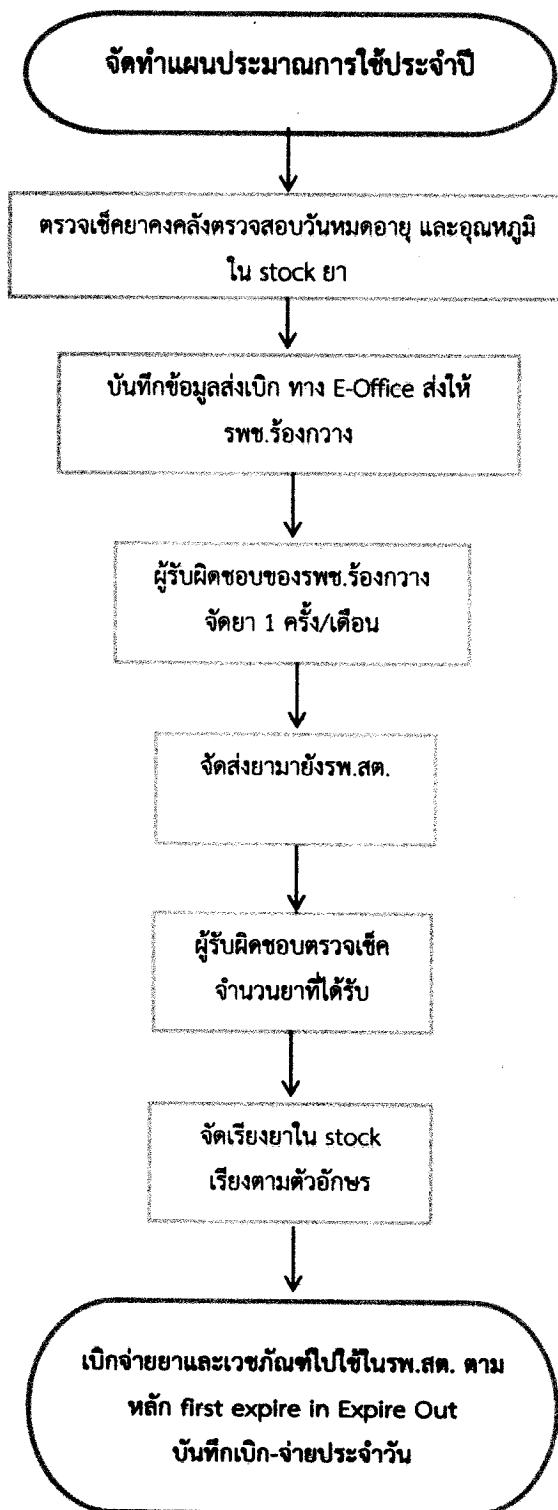 จัดทำแผนประมาณการใช้ประจำปี
ตรวจเช็คยาคงคลังตรวจสอบวันหมดอายุ และอุณหภูมิ
ใน stock ยา
บันทึกข้อมูลส่งเบิก ทาง E-Office ส่งให้
รพช.ร้องกวาง
ผู้รับผิดชอบของรพช.ร้องกวาง
จัดยา 1 ครั้ง/เดือน
จัดส่งยามายังรพ.สต.
ผู้รับผิดชอบตรวจเช็ค
จำนวนยาที่ได้รับ
จัดเรียงยาใน stock
เรียงตามตัวอักษร
เบิกจ่ายยาและเวชภัณฑ์ไปใช้ในรพ.สต. ตาม
หลัก first expire in Expire Out
บันทึกเบิก-จ่ายประจำวัน